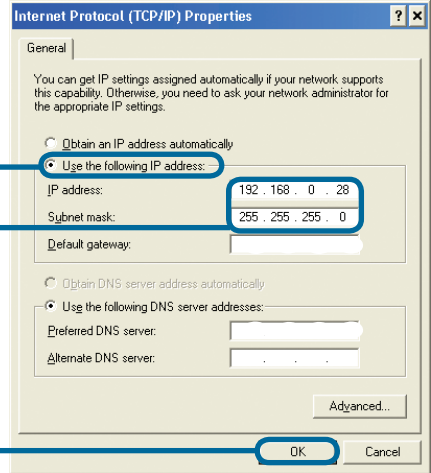 Internet Protocol (TCP/IP) Properties
General
You can get IP settings assigned automatically if your network supports
this capability. Otherwise, you need to ask your network administrator for
the appropriate IP settings.
Obtain an IP address automatically
Use the following IP address:
IP address: 192 . 168 . 0 . 28
Subnet mask: 255 . 255 . 255 . 0
Default gateway:
Obtain DNS server address automatically
Use the following DNS server addresses:
Preferred DNS server:
Alternate DNS server: . . .
Advanced...
OK Cancel